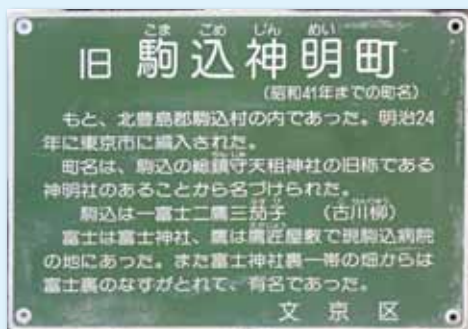 こま ごめ しん めい
旧 駒込神明町
(昭和41年までの町名)
もと、北豊島郡駒込村の内であった。明治24
年に東京市に編入された。
町名は、駒込の総鎮守天祖神社の旧称である
神明社のあることから名づけられた。
駒込は一富士二鷹三茄子 (古川柳)
富士は富士神社、鷹は鷹匠屋敷で現駒込病院
の地にあった。また富士神社裏一帯の畑からは
富士裏のなすがとれて、有名であった。
文京区